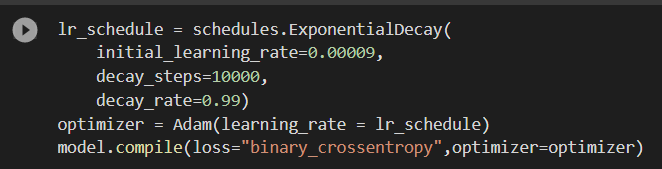 lr_schedule = schedules.ExponentialDecay(
    initial_learning_rate=0.00009,
    decay_steps=10000,
    decay_rate=0.99)
optimizer = Adam(learning_rate = lr_schedule)
model.compile(loss="binary_crossentropy",optimizer=optimizer)